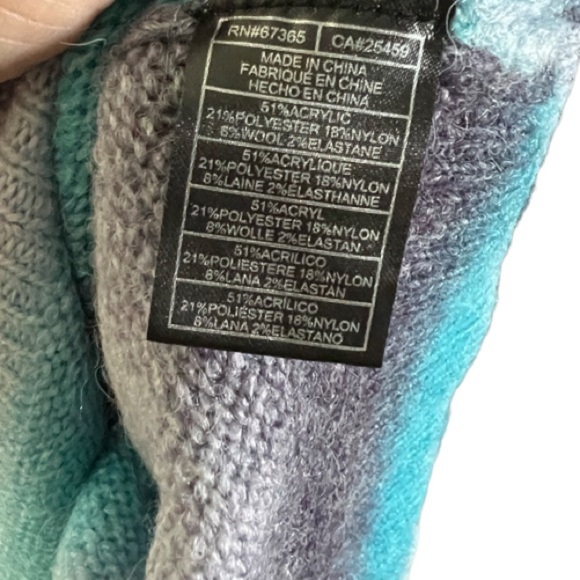 RN#67365 CA#25459
MADE IN CHINA
FABRIQUÉ EN CHINE
HECHO EN CHINA
51%ACRYLIC
21%POLYESTER 18%NYLON
8%WOOL 2%ELASTANE
51%ACRYLIQUE
21%POLYESTER 18%NYLON
8%LAINE 2%ELASTHANNE
51%ACRYL
21%POLYESTER 18%NYLON
8%WOLLE 2%ELASTAN
51%ACRILICO
21%POLIESTERE 18%NYLON
8%LANA 2%ELASTAN
51%ACRILICO
21%POLIÉSTER 18%NYLON
8%LANA 2%ELASTANO